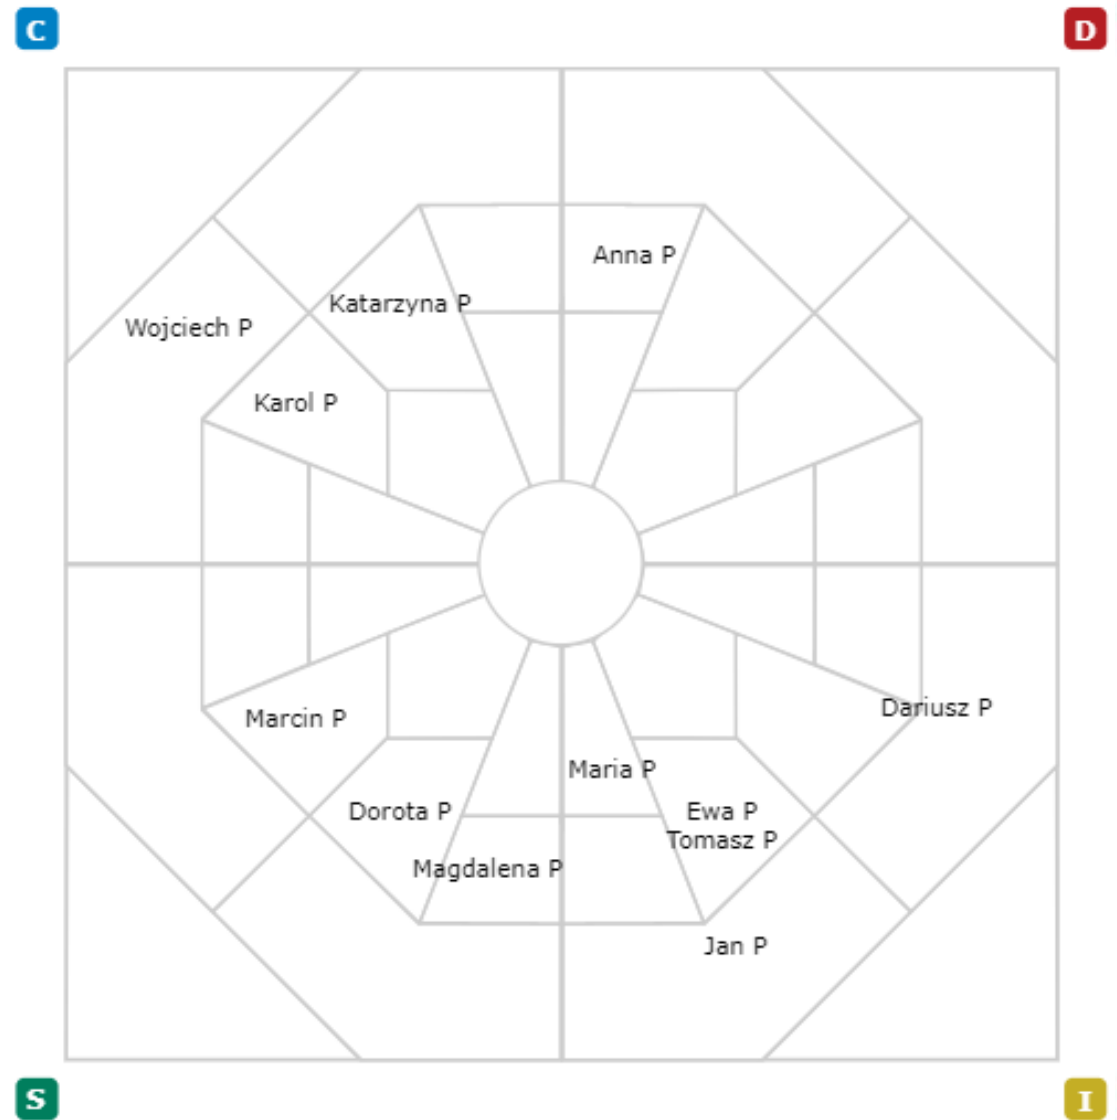 C
D
Anna P
Katarzyna P
Wojciech P
Karol P
Dariusz P
Marcin P
Maria P
Dorota P
Ewa P
Tomasz P
Magdalena P
Jan P
S
I